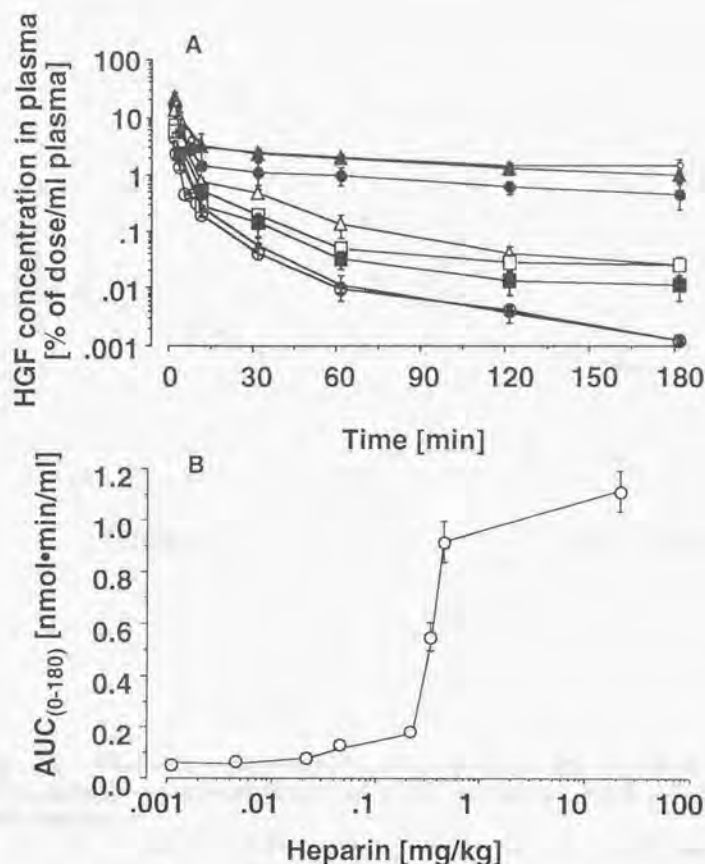 A
HGF concentration in plasma
[% of dose/ml plasma]
100
10
1
.1
.01
.001
0 30 60 90 120 150 180
Time [min]
B
AUC(0-180) [nmol•min/ml]
1.2
1.0
0.8
0.6
0.4
0.2
0.0
.001 .01 .1 1 10 100
Heparin [mg/kg]